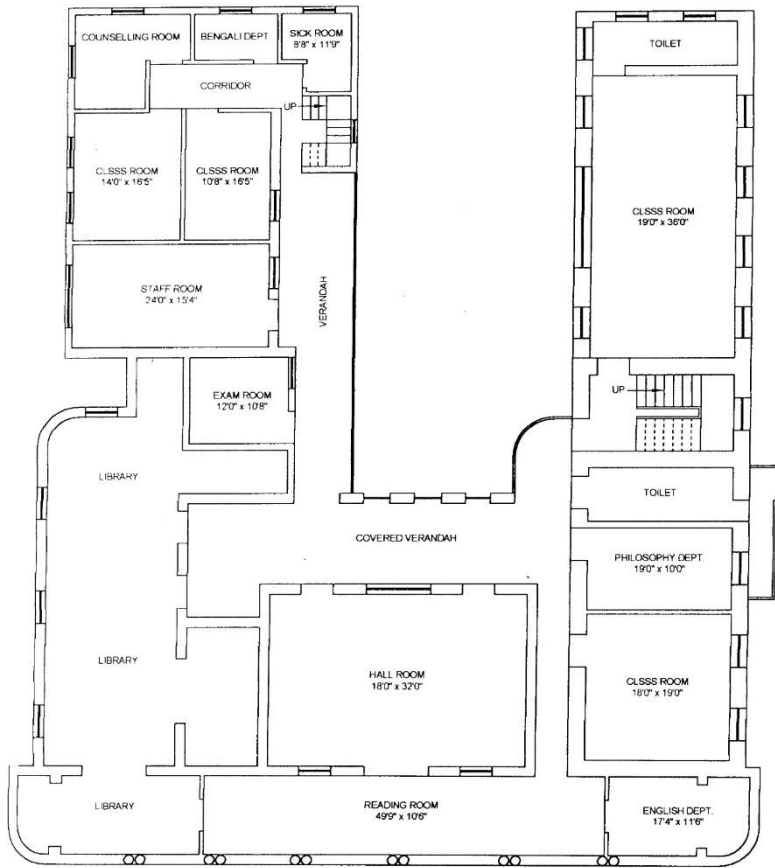 COUNSELLING ROOM
BENGALI DEPT
SICK ROOM
8'8" x 11'9"
TOILET
CORRIDOR
UP
CLSSS ROOM
14'0" x 16'5"
CLSSS ROOM
10'8" x 16'5"
CLSSS ROOM
19'0" x 36'0"
STAFF ROOM
24'0" x 15'4"
VERANDAH
EXAM ROOM
12'0" x 10'8"
UP
LIBRARY
TOILET
COVERED VERANDAH
PHILOSOPHY DEPT.
19'0" x 10'0"
LIBRARY
HALL ROOM
18'0" x 32'0"
CLSSS ROOM
18'0" x 19'0"
LIBRARY
READING ROOM
49'9" x 10'6"
ENGLISH DEPT.
17'4" x 11'6"